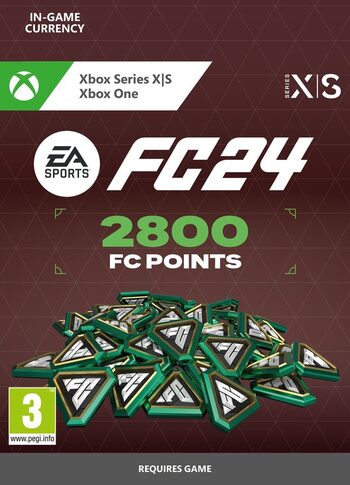 IN-GAME
CURRENCY
Xbox Series X|S
Xbox One
SERIES X|S
EA
SPORTS
FC24
2800
FC POINTS
3
www.pegi.info
REQUIRES GAME